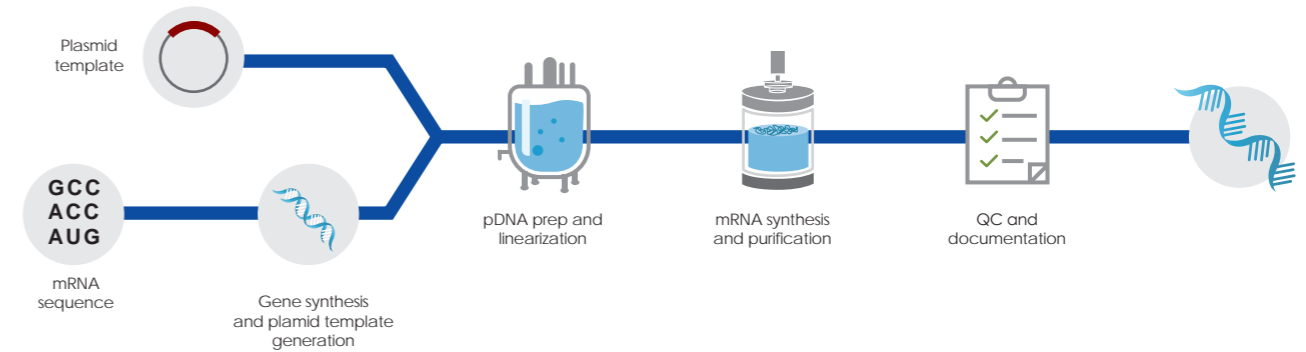 Plasmid
template
GCC
ACC
AUG
mRNA
sequence
Gene synthesis
and plamid template
generation
pDNA prep and
linearization
mRNA synthesis
and purification
QC and
documentation